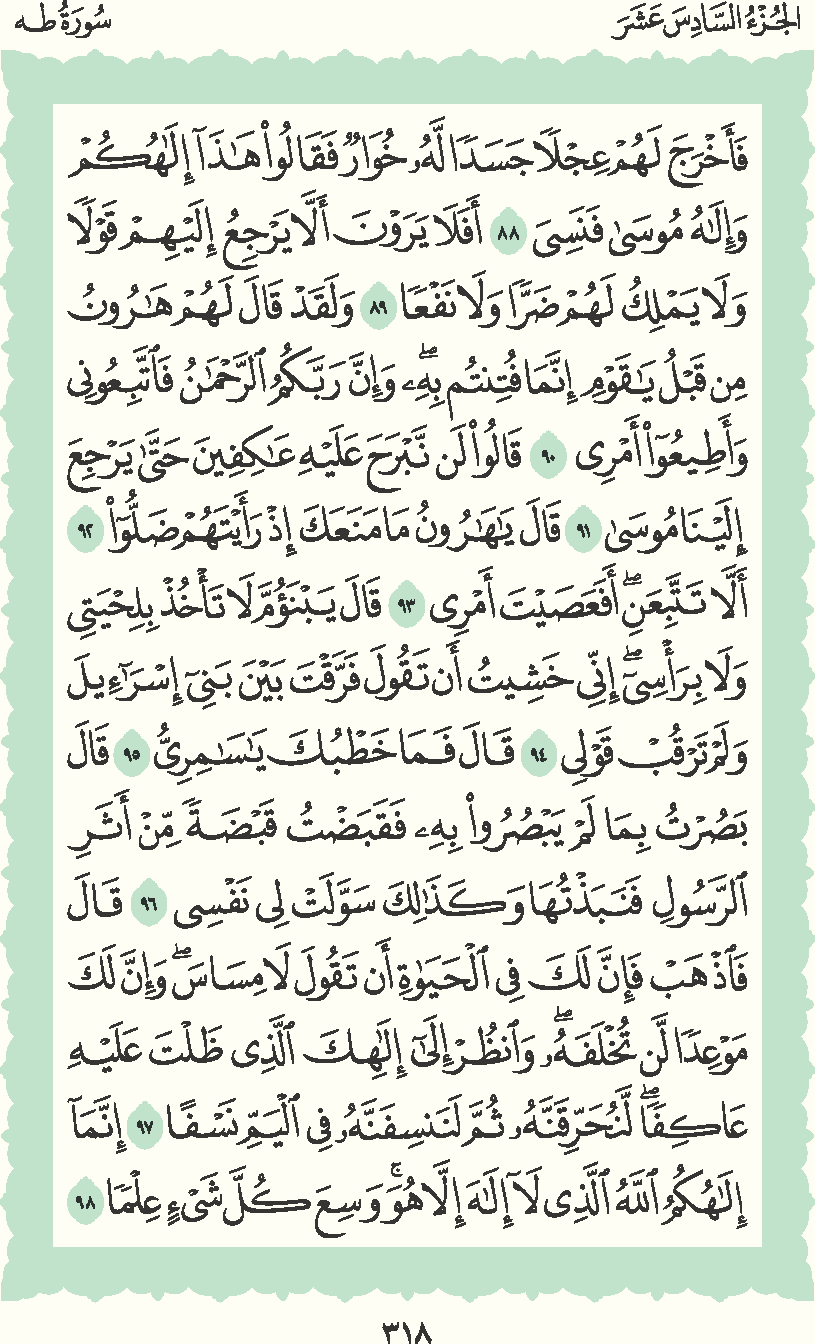 الجُزْءُ السَّادِسَ عَشَرَ
سُورَةُ طه
فَأَخْرَجَ لَهُمْ عِجْلًا جَسَدًا لَّهُۥ خُوَارٌ فَقَالُوا۟ هَـٰذَآ إِلَـٰهُكُمْ
وَإِلَـٰهُ مُوسَىٰ فَنَسِىَ ٨٨ أَفَلَا يَرَوْنَ أَلَّا يَرْجِعُ إِلَيْهِمْ قَوْلًا
وَلَا يَمْلِكُ لَهُمْ ضَرًّا وَلَا نَفْعًا ٨٩ وَلَقَدْ قَالَ لَهُمْ هَـٰرُونُ
مِن قَبْلُ يَـٰقَوْمِ إِنَّمَا فُتِنتُم بِهِۦ ۖ وَإِنَّ رَبَّكُمُ ٱلرَّحْمَـٰنُ فَٱتَّبِعُونِى
وَأَطِيعُوٓا۟ أَمْرِى ٩٠ قَالُوا۟ لَن نَّبْرَحَ عَلَيْهِ عَـٰكِفِينَ حَتَّىٰ يَرْجِعَ
إِلَيْنَا مُوسَىٰ ٩١ قَالَ يَـٰهَـٰرُونُ مَا مَنَعَكَ إِذْ رَأَيْتَهُمْ ضَلُّوٓا۟ ٩٢
أَلَّا تَتَّبِعَنِ ۖ أَفَعَصَيْتَ أَمْرِى ٩٣ قَالَ يَبْنَؤُمَّ لَا تَأْخُذْ بِلِحْيَتِى
وَلَا بِرَأْسِىٓ ۖ إِنِّى خَشِيتُ أَن تَقُولَ فَرَّقْتَ بَيْنَ بَنِىٓ إِسْرَٰٓءِيلَ
وَلَمْ تَرْقُبْ قَوْلِى ٩٤ قَالَ فَمَا خَطْبُكَ يَـٰسَـٰمِرِىُّ ٩٥ قَالَ
بَصُرْتُ بِمَا لَمْ يَبْصُرُوا۟ بِهِۦ فَقَبَضْتُ قَبْضَةً مِّنْ أَثَرِ
ٱلرَّسُولِ فَنَبَذْتُهَا وَكَذَٰلِكَ سَوَّلَتْ لِى نَفْسِى ٩٦ قَالَ
فَٱذْهَبْ فَإِنَّ لَكَ فِى ٱلْحَيَوٰةِ أَن تَقُولَ لَا مِسَاسَ ۖ وَإِنَّ لَكَ
مَوْعِدًا لَّن تُخْلَفَهُۥ ۖ وَٱنظُرْ إِلَىٰٓ إِلَـٰهِكَ ٱلَّذِى ظَلْتَ عَلَيْهِ
عَاكِفًا ۖ لَّنُحَرِّقَنَّهُۥ ثُمَّ لَنَنسِفَنَّهُۥ فِى ٱلْيَمِّ نَسْفًا ٩٧ إِنَّمَآ
إِلَـٰهُكُمُ ٱللَّهُ ٱلَّذِى لَآ إِلَـٰهَ إِلَّا هُوَ ۚ وَسِعَ كُلَّ شَىْءٍ عِلْمًا ٩٨
٣١٨